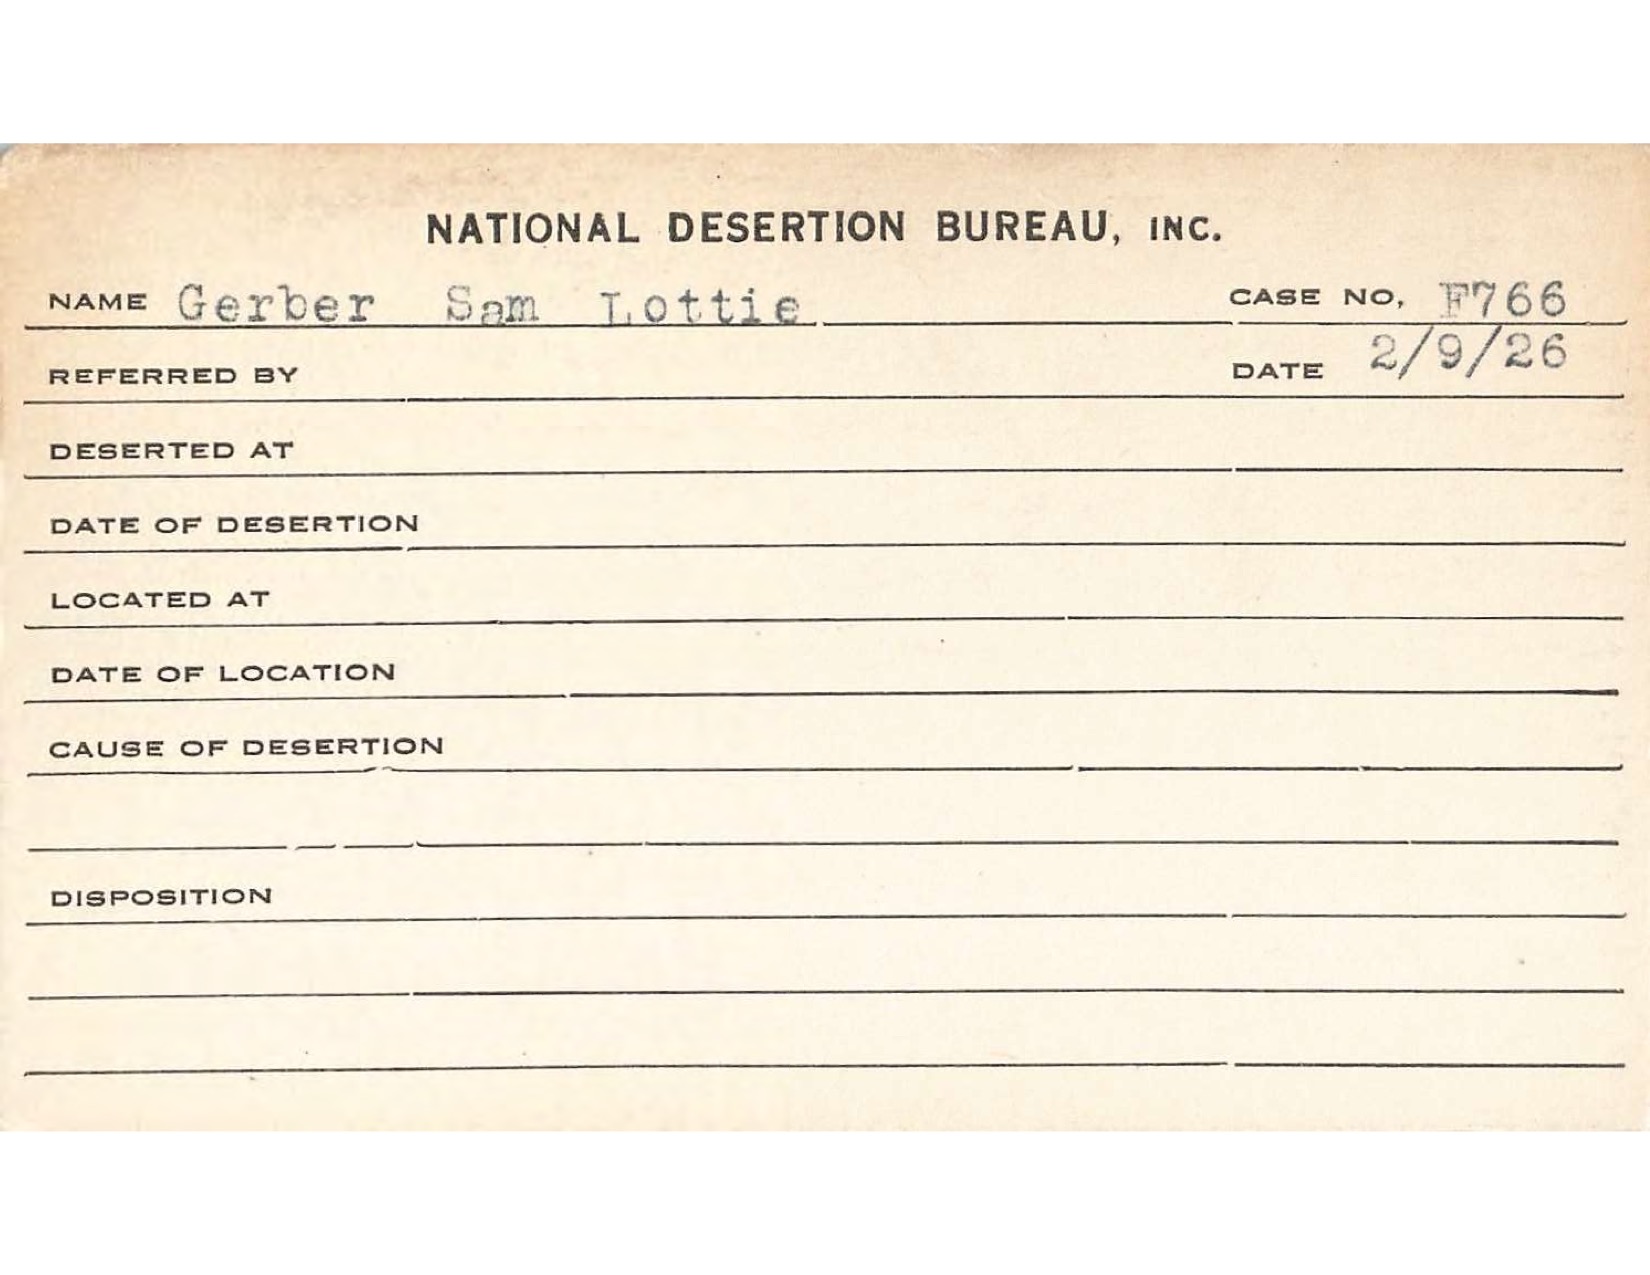 NATIONAL DESERTION BUREAU, INC.
NAME Gerber Sam Lottie CASE NO. F766
REFERRED BY DATE 2/9/26
DESERTED AT
DATE OF DESERTION
LOCATED AT
DATE OF LOCATION
CAUSE OF DESERTION
DISPOSITION